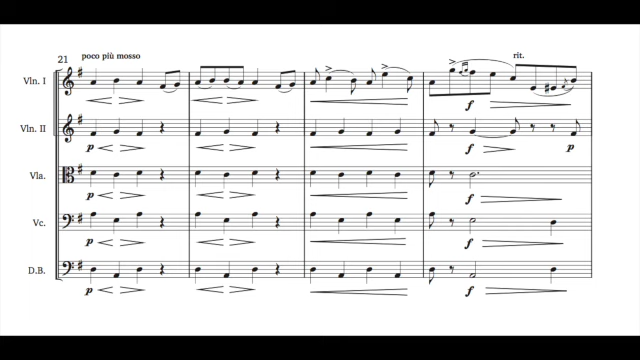 21 poco più mosso rit.
Vln. I
f
Vln. II
p f p
Vla.
p f
Vc.
p f
D.B.
p f